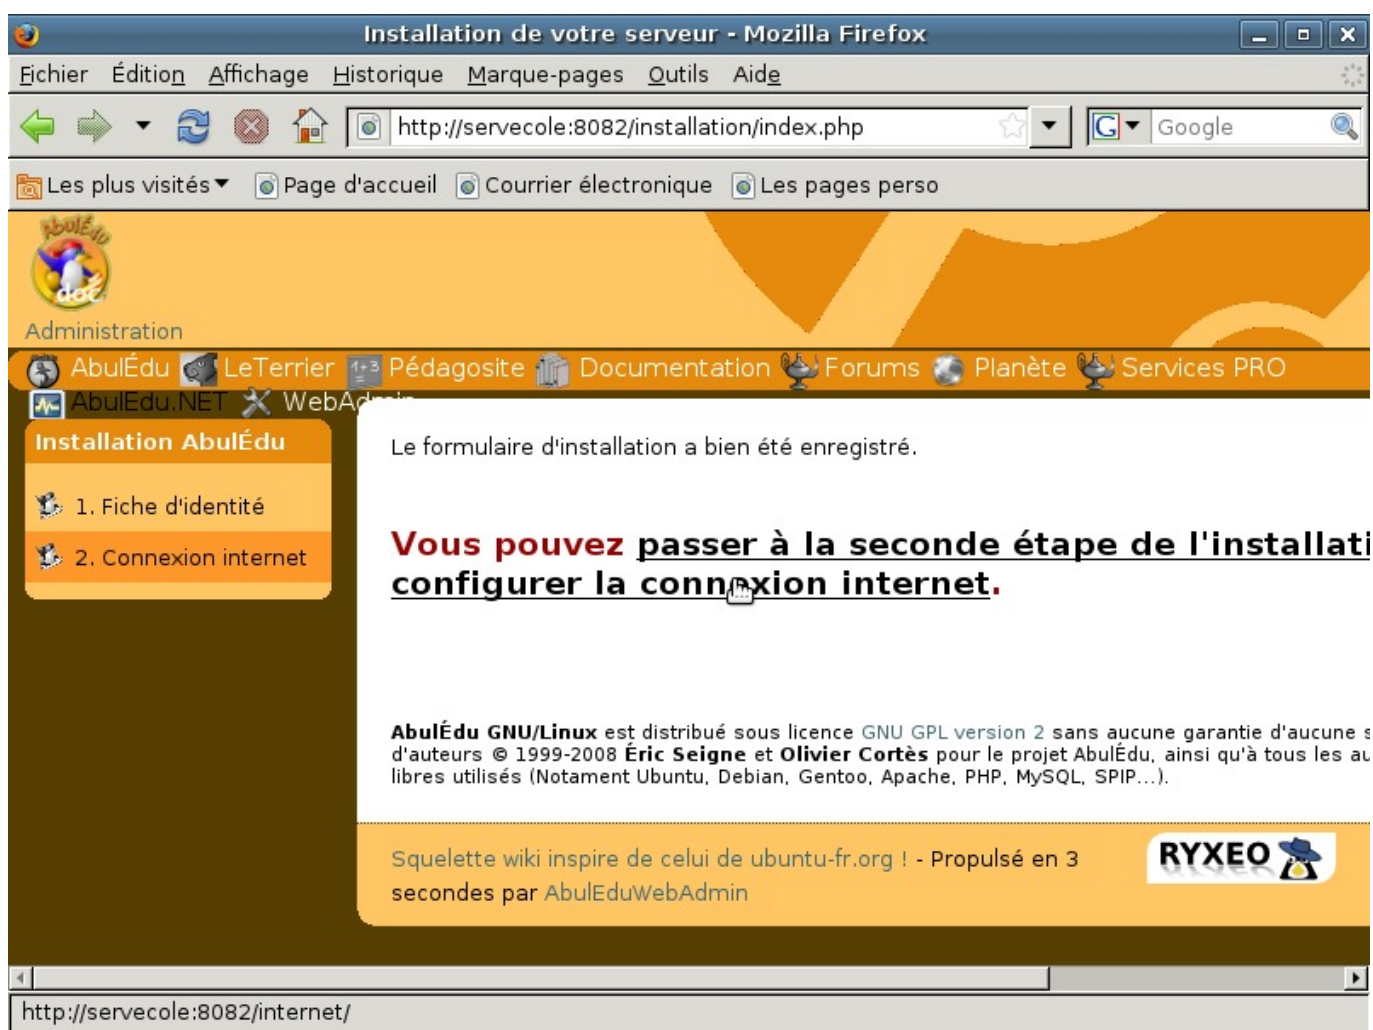 Installation de votre serveur - Mozilla Firefox
Fichier Édition Affichage Historique Marque-pages Outils Aide
http://servecole:8082/installation/index.php
G Google
Les plus visités Page d'accueil Courrier électronique Les pages perso
AbulÉdu
doc
Administration
AbulÉdu LeTerrier 1+3 Pédagosite Documentation Forums Planète Services PRO
AbulEdu.NET WebAdmin
Installation AbulÉdu
1. Fiche d'identité
2. Connexion internet
Le formulaire d'installation a bien été enregistré.
Vous pouvez passer à la seconde étape de l'installati
configurer la connexion internet.
AbulÉdu GNU/Linux est distribué sous licence GNU GPL version 2 sans aucune garantie d'aucune s
d'auteurs © 1999-2008 Éric Seigne et Olivier Cortès pour le projet AbulÉdu, ainsi qu'à tous les au
libres utilisés (Notament Ubuntu, Debian, Gentoo, Apache, PHP, MySQL, SPIP...).
Squelette wiki inspire de celui de ubuntu-fr.org ! - Propulsé en 3
secondes par AbulEduWebAdmin
RYXEO
http://servecole:8082/internet/